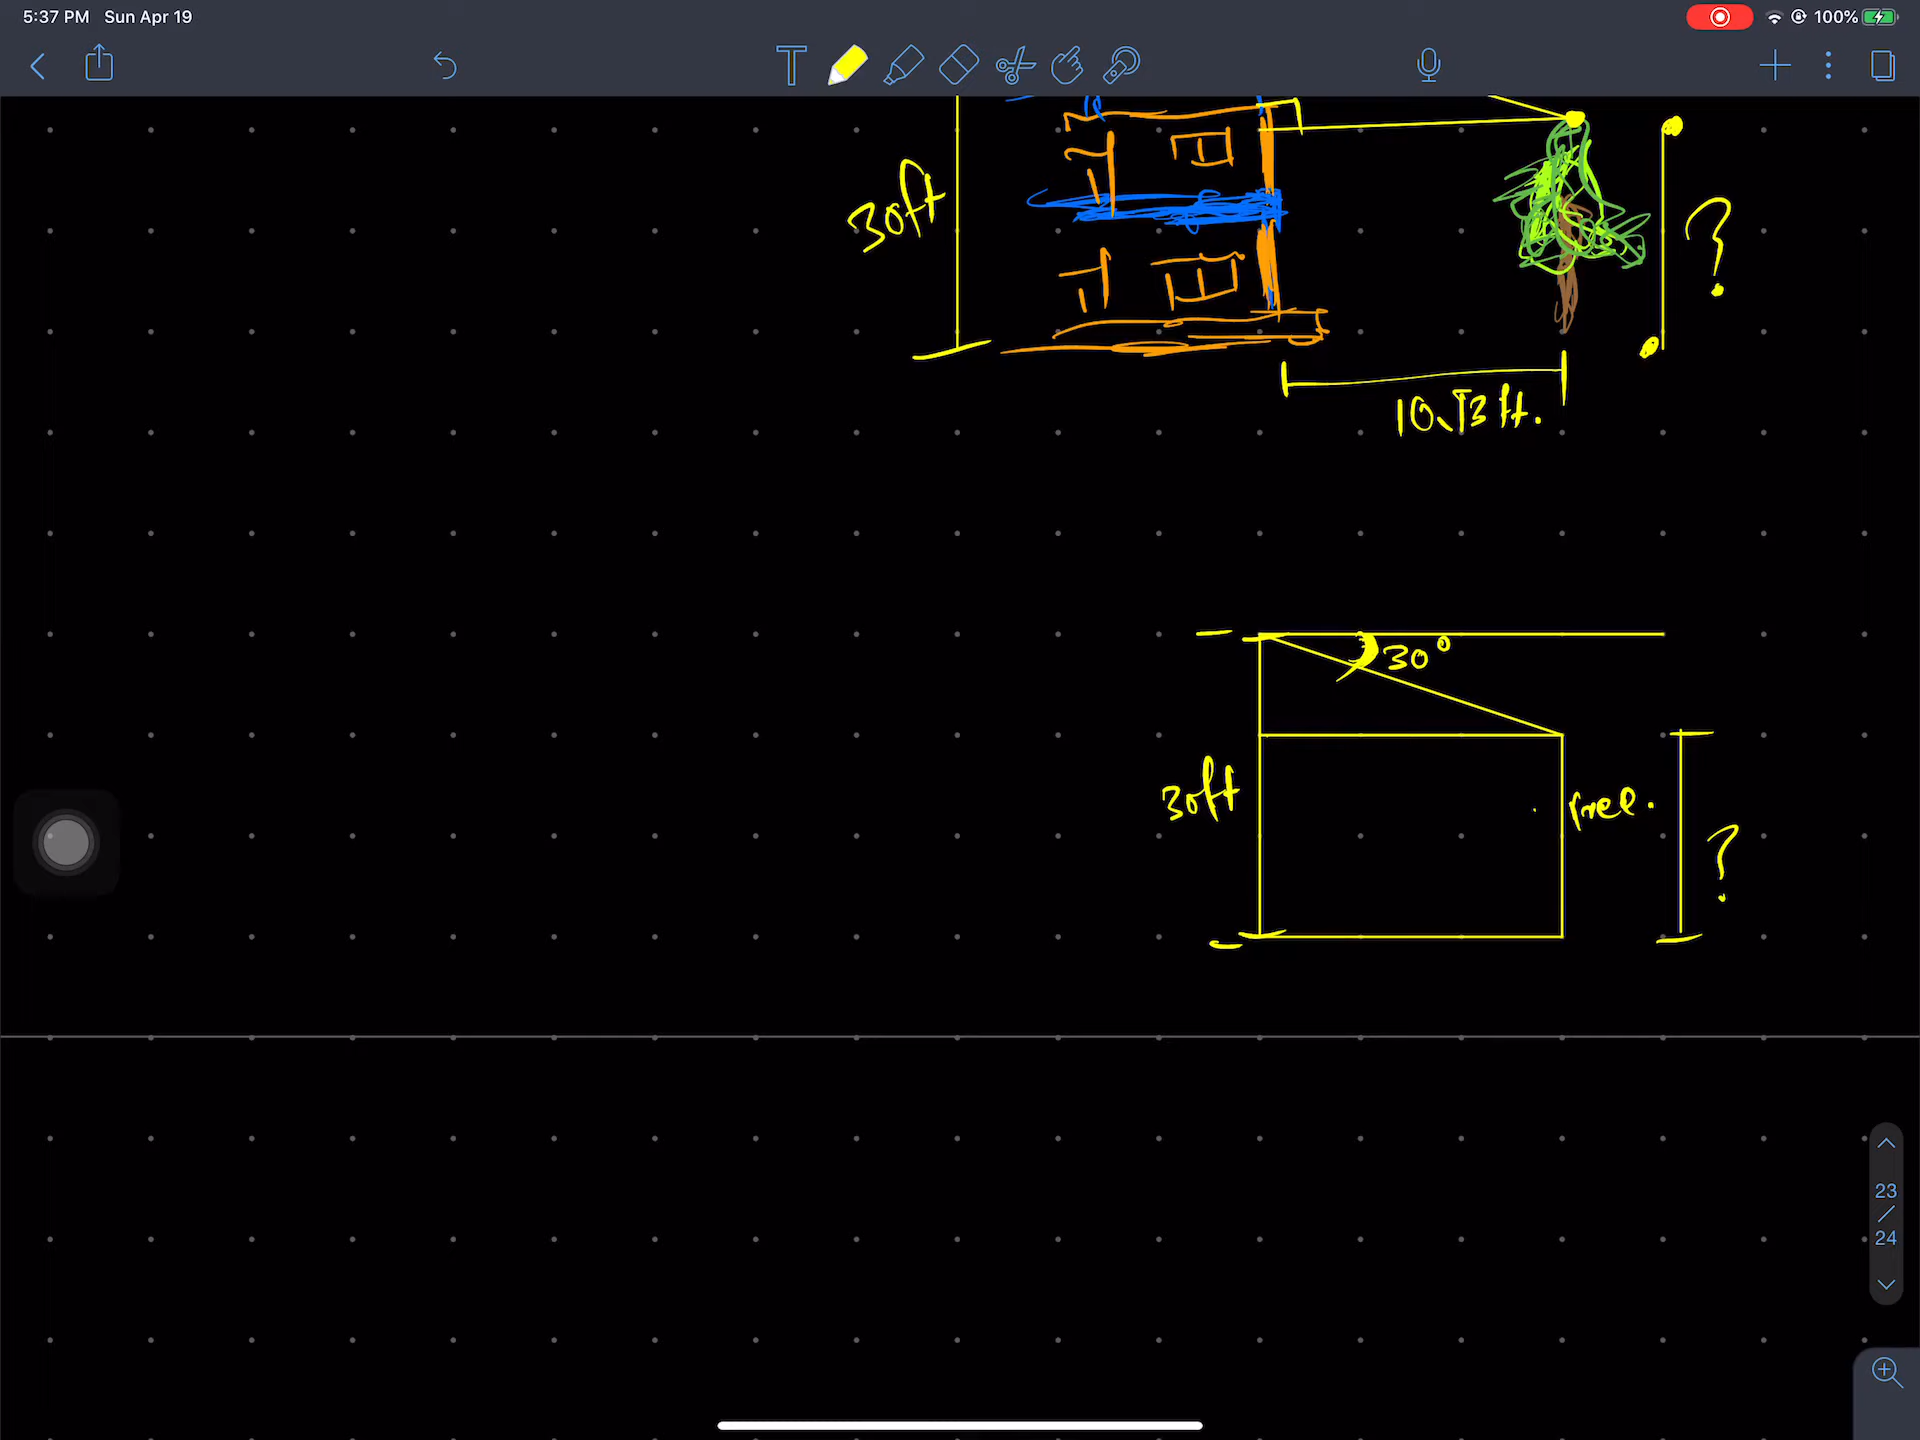 5:37 PM Sun Apr 19
100%
30ft
?
10√3 ft.
30°
30ft
tree.
?
23
/
24